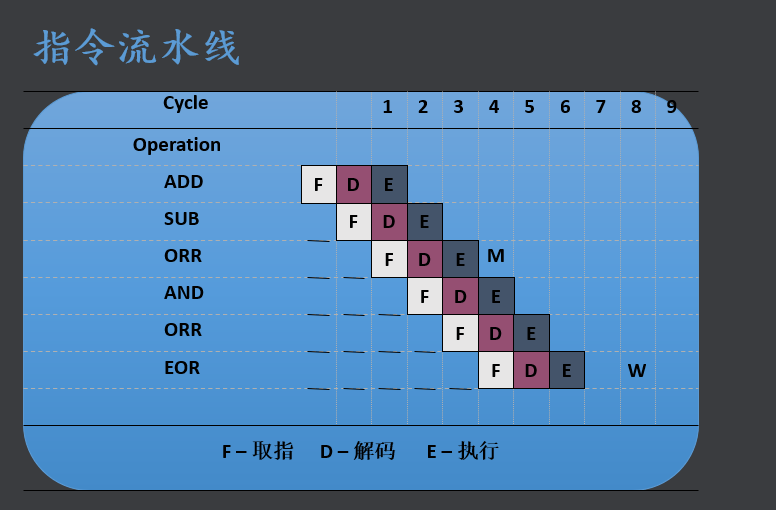 指令流水线
Cycle 1 2 3 4 5 6 7 8 9
Operation
ADD F D E
SUB F D E
ORR F D E M
AND F D E
ORR F D E
EOR F D E W
F – 取指 D – 解码 E – 执行